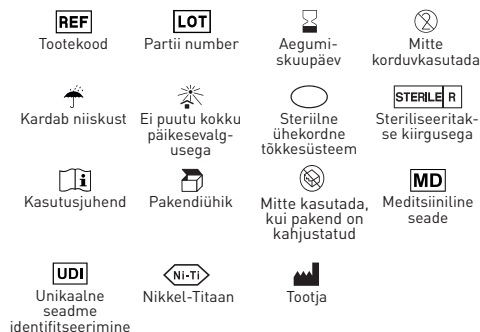 REF
LOT
Tootekood
Partii number
Aegumi-
skuupäev
Mitte
korduvkasutada
2
STERILE R
Kardab niiskust
Ei puutu kokku
päikesevalg-
usega
Steriilne
ühekordne
tõkkesüsteem
Steriliseeritak-
se kiirgusega
i
MD
Kasutusjuhend
Pakendiühik
Mitte kasutada,
kui pakend on
kahjustatud
Meditsiiniline
seade
UDI
Ni-Ti
Unikaalne
seadme
identifitseerimine
Nikkel-Titaan
Tootja